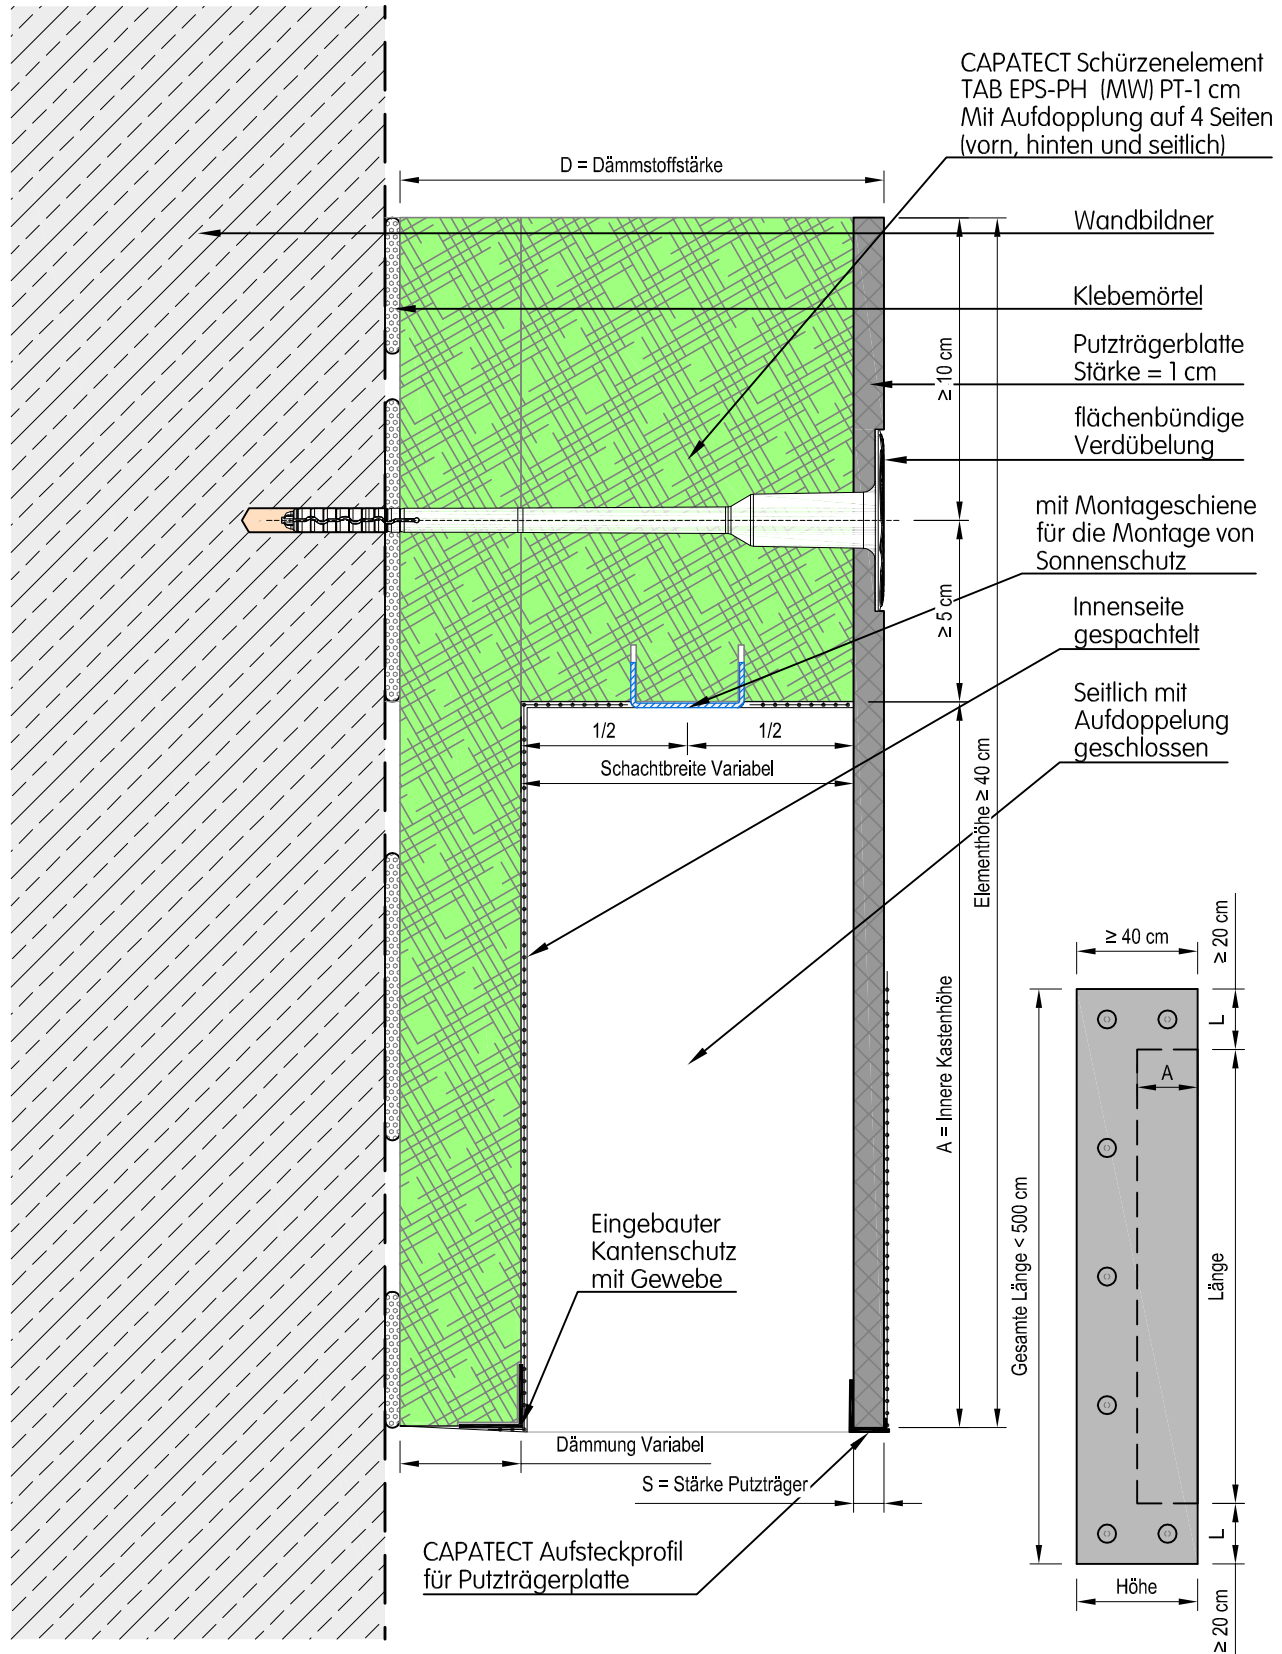 CAPATECT Schürzenelement
TAB EPS-PH (MW) PT-1 cm
Mit Aufdopplung auf 4 Seiten
(vorn, hinten und seitlich)
D = Dämmstoffstärke
Wandbildner
Klebemörtel
Putzträgerblatte
Stärke = 1 cm
≥ 10 cm
flächenbündige
Verdübelung
mit Montageschiene
für die Montage von
Sonnenschutz
≥ 5 cm
Innenseite
gespachtelt
Seitlich mit
Aufdoppelung
geschlossen
1/2
1/2
Schachtbreite Variabel
Elementhöhe ≥ 40 cm
A = Innere Kastenhöhe
≥ 40 cm
≥ 20 cm
L
A
Gesamte Länge < 500 cm
Länge
L
Höhe
≥ 20 cm
Eingebauter
Kantenschutz
mit Gewebe
Dämmung Variabel
S = Stärke Putzträger
CAPATECT Aufsteckprofil
für Putzträgerplatte